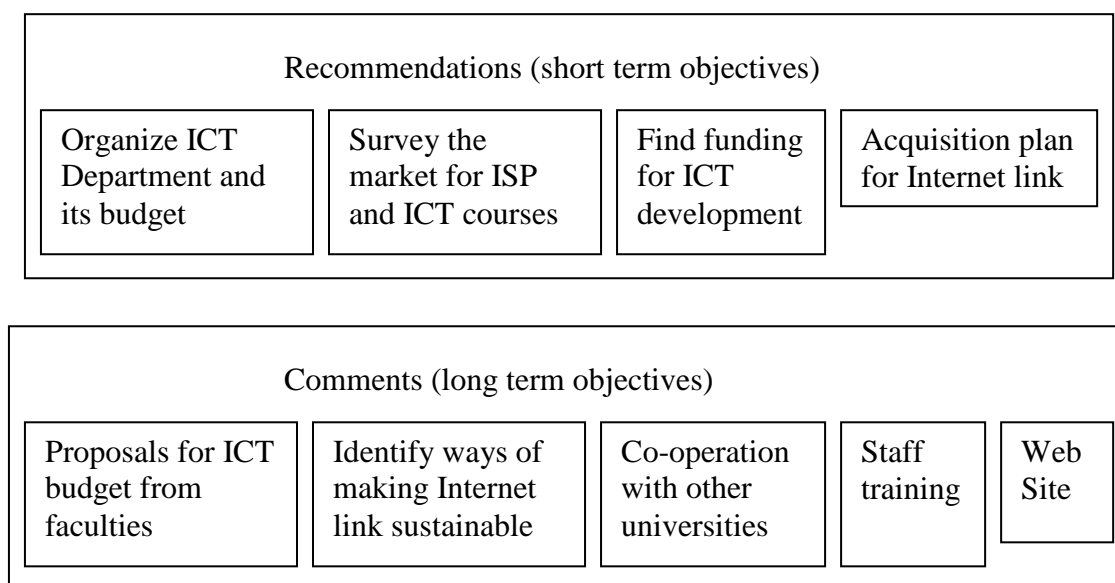 Recommendations (short term objectives)
Organize ICT
Department and
its budget
Survey the
market for ISP
and ICT courses
Find funding
for ICT
development
Acquisition plan
for Internet link
Comments (long term objectives)
Proposals for ICT
budget from
faculties
Identify ways of
making Internet
link sustainable
Co-operation
with other
universities
Staff
training
Web
Site